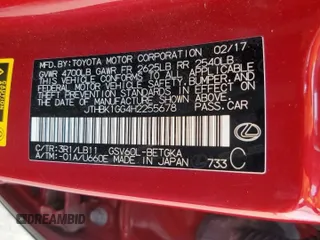 MFD. BY: TOYOTA MOTOR CORPORATION 02/17
GVWR 4700LB GAWR FR 2625LB RR 2540LB
THIS VEHICLE CONFORMS TO ALL APPLICABLE
FEDERAL MOTOR VEHICLE SAFETY, BUMPER,
AND THEFT PREVENTION STANDARDS IN EFFECT
ON THE DATE OF MANUFACTURE SHOWN ABOVE.
JTHBK1GG4H2255678 PASS.CAR
C/TR:3R1/LB11 GSV60L-BETGKA
A/TM:-01A/U660E MADE IN JAPAN 733 C
DREAMBID